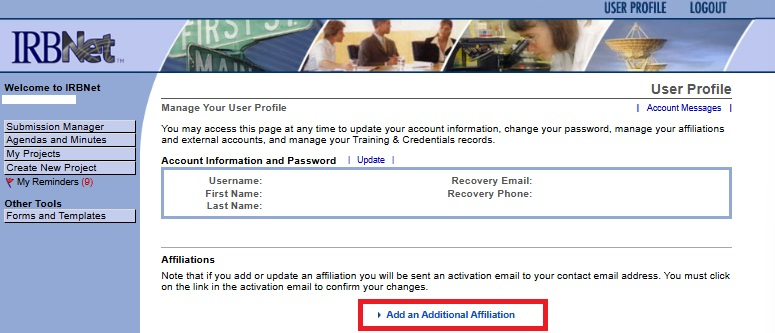 USER PROFILE LOGOUT
IRBNet™
FIRST ST
MAIN
Welcome to IRBNet
User Profile
Manage Your User Profile
| Account Messages |
You may access this page at any time to update your account information, change your password, manage your affiliations
and external accounts, and manage your Training & Credentials records.
Submission Manager
Agendas and Minutes
My Projects
Create New Project
My Reminders (9)
Other Tools
Forms and Templates
Account Information and Password | Update |
Username: Recovery Email:
First Name: Recovery Phone:
Last Name:
Affiliations
Note that if you add or update an affiliation you will be sent an activation email to your contact email address. You must click
on the link in the activation email to confirm your changes.
Add an Additional Affiliation